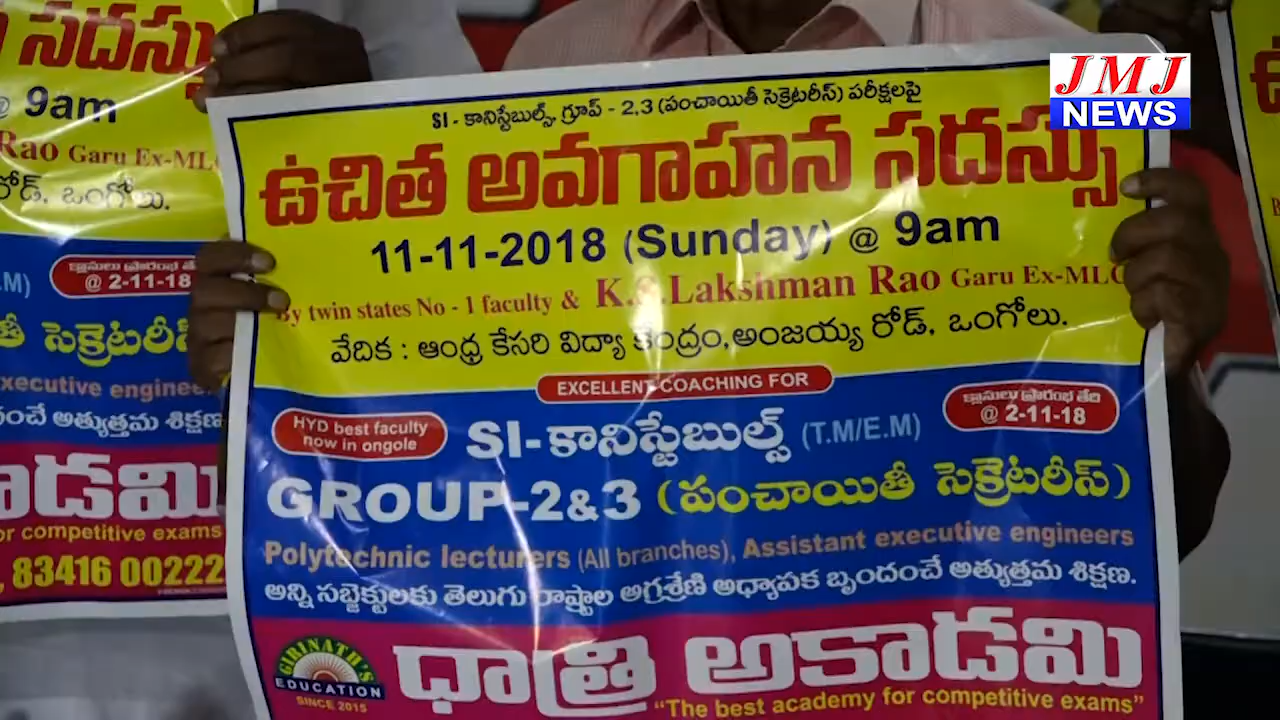 JMJ
NEWS
SI - కానిస్టేబుల్స్, గ్రూప్ - 2,3 (పంచాయితీ సెక్రెటరీస్) పరీక్షలపై
ఉచిత అవగాహన సదస్సు
11-11-2018 (Sunday) @ 9am
By twin states No - 1 faculty & K.S.Lakshman Rao Garu Ex-MLC
వేదిక : ఆంధ్ర కేసరి విద్యా కేంద్రం, అంజయ్య రోడ్, ఒంగోలు.
EXCELLENT COACHING FOR
HYD best faculty
now in ongole
SI-కానిస్టేబుల్స్ (T.M/E.M)
క్లాసులు ప్రారంభ తేది
@ 2-11-18
GROUP-2&3 (పంచాయితీ సెక్రెటరీస్)
Polytechnic lecturers (All branches), Assistant executive engineers
అన్ని సబ్జెక్టులకు తెలుగు రాష్ట్రాల అగ్రశ్రేణి అధ్యాపక బృందంచే అత్యుత్తమ శిక్షణ.
GIRINATH'S
EDUCATION
SINCE 2015
ధాత్రి అకాడమి
"The best academy for competitive exams"
సదస్సు
@ 9am
Rao Garu Ex-MLC
రోడ్, ఒంగోలు.
క్లాసులు ప్రారంభ తే
@ 2-11-18
.M)
తీ సెక్రెటరీస్
xecutive engineers
ందంచే అత్యుత్తమ శిక్షణ
ాడమి
or competitive exams
, 83416 00222